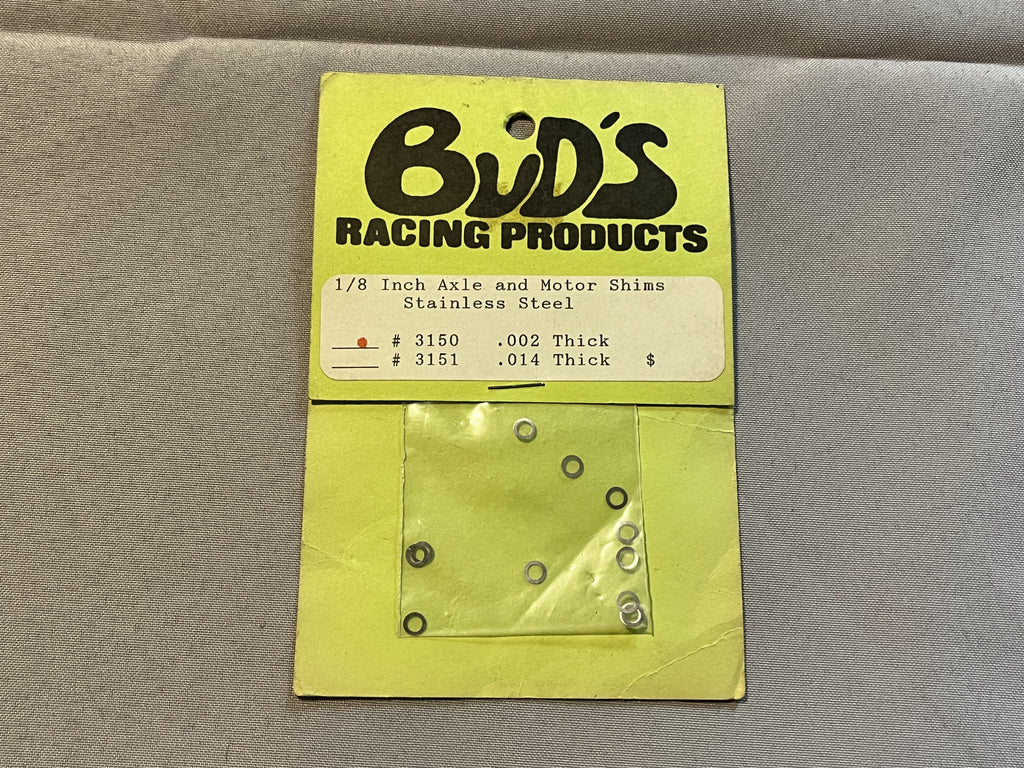 BUD'S
RACING PRODUCTS
1/8 Inch Axle and Motor Shims
Stainless Steel
# 3150 .002 Thick
# 3151 .014 Thick $